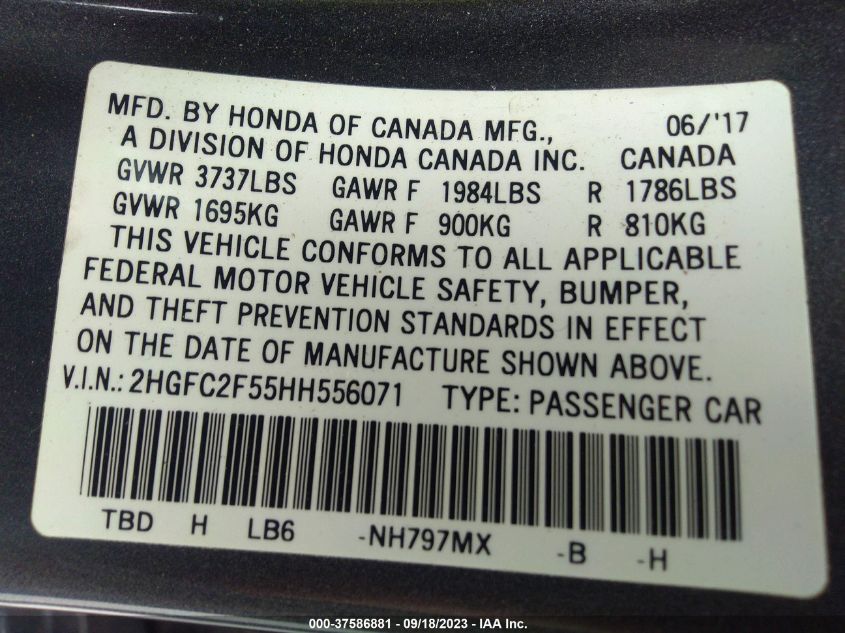 MFD. BY HONDA OF CANADA MFG., 06/'17
A DIVISION OF HONDA CANADA INC. CANADA
GVWR 3737LBS GAWR F 1984LBS R 1786LBS
GVWR 1695KG GAWR F 900KG R 810KG
THIS VEHICLE CONFORMS TO ALL APPLICABLE
FEDERAL MOTOR VEHICLE SAFETY, BUMPER,
AND THEFT PREVENTION STANDARDS IN EFFECT
ON THE DATE OF MANUFACTURE SHOWN ABOVE.
V.I.N.: 2HGFC2F55HH556071 TYPE: PASSENGER CAR
TBD H LB6 -NH797MX -B -H
000-37586881 - 09/18/2023 - IAA Inc.